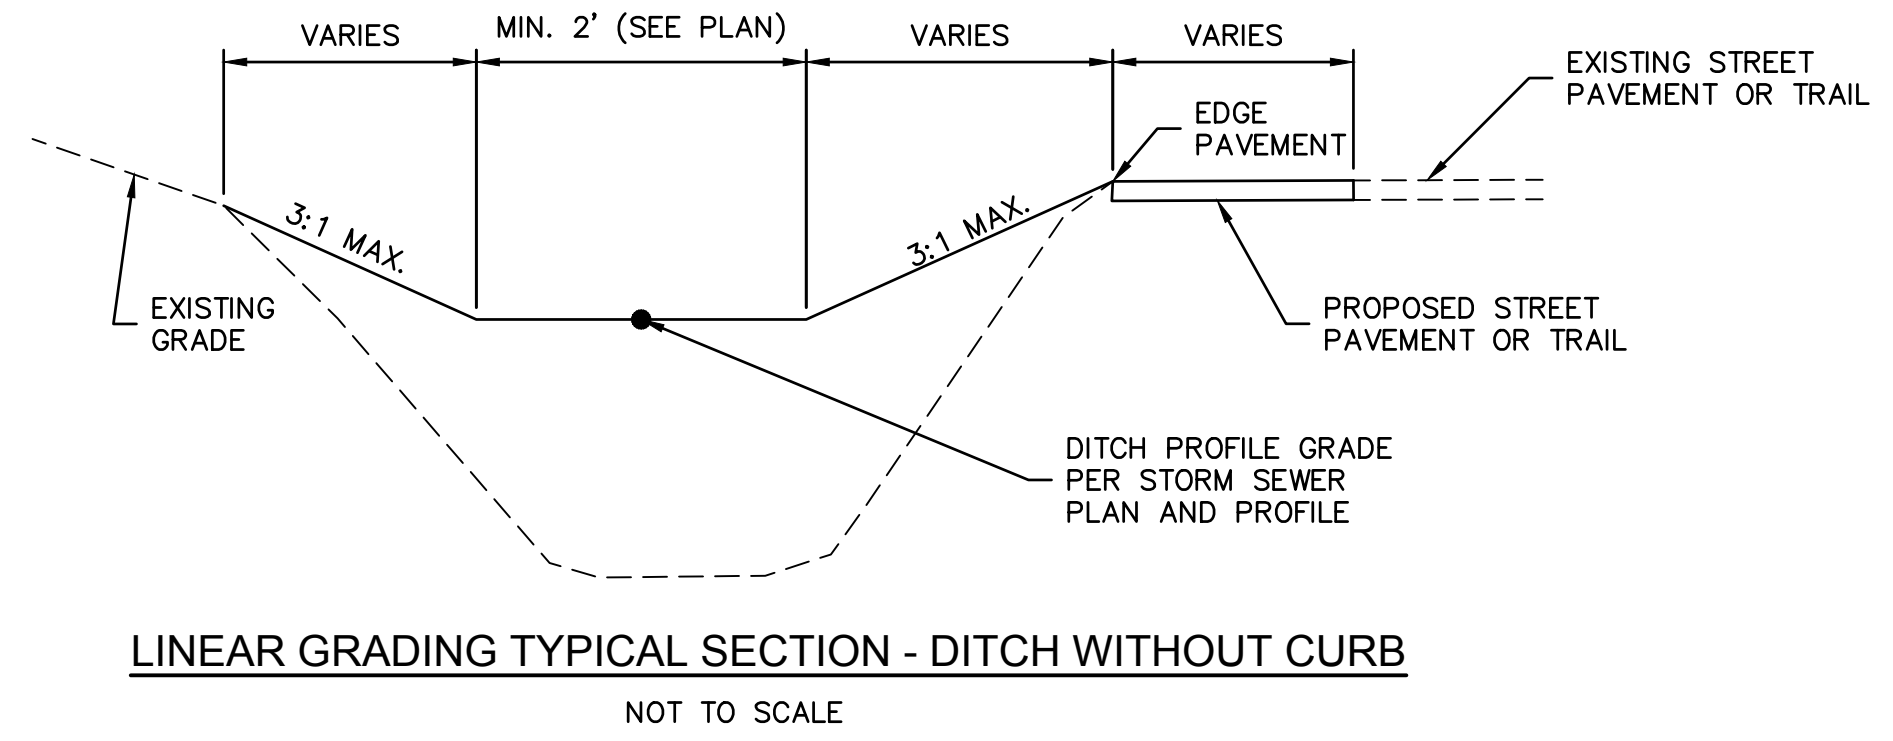 VARIES
MIN. 2' (SEE PLAN)
VARIES
VARIES
EXISTING STREET
PAVEMENT OR TRAIL
EDGE
PAVEMENT
3:1 MAX.
3:1 MAX.
EXISTING
GRADE
PROPOSED STREET
PAVEMENT OR TRAIL
DITCH PROFILE GRADE
PER STORM SEWER
PLAN AND PROFILE
LINEAR GRADING TYPICAL SECTION - DITCH WITHOUT CURB
NOT TO SCALE